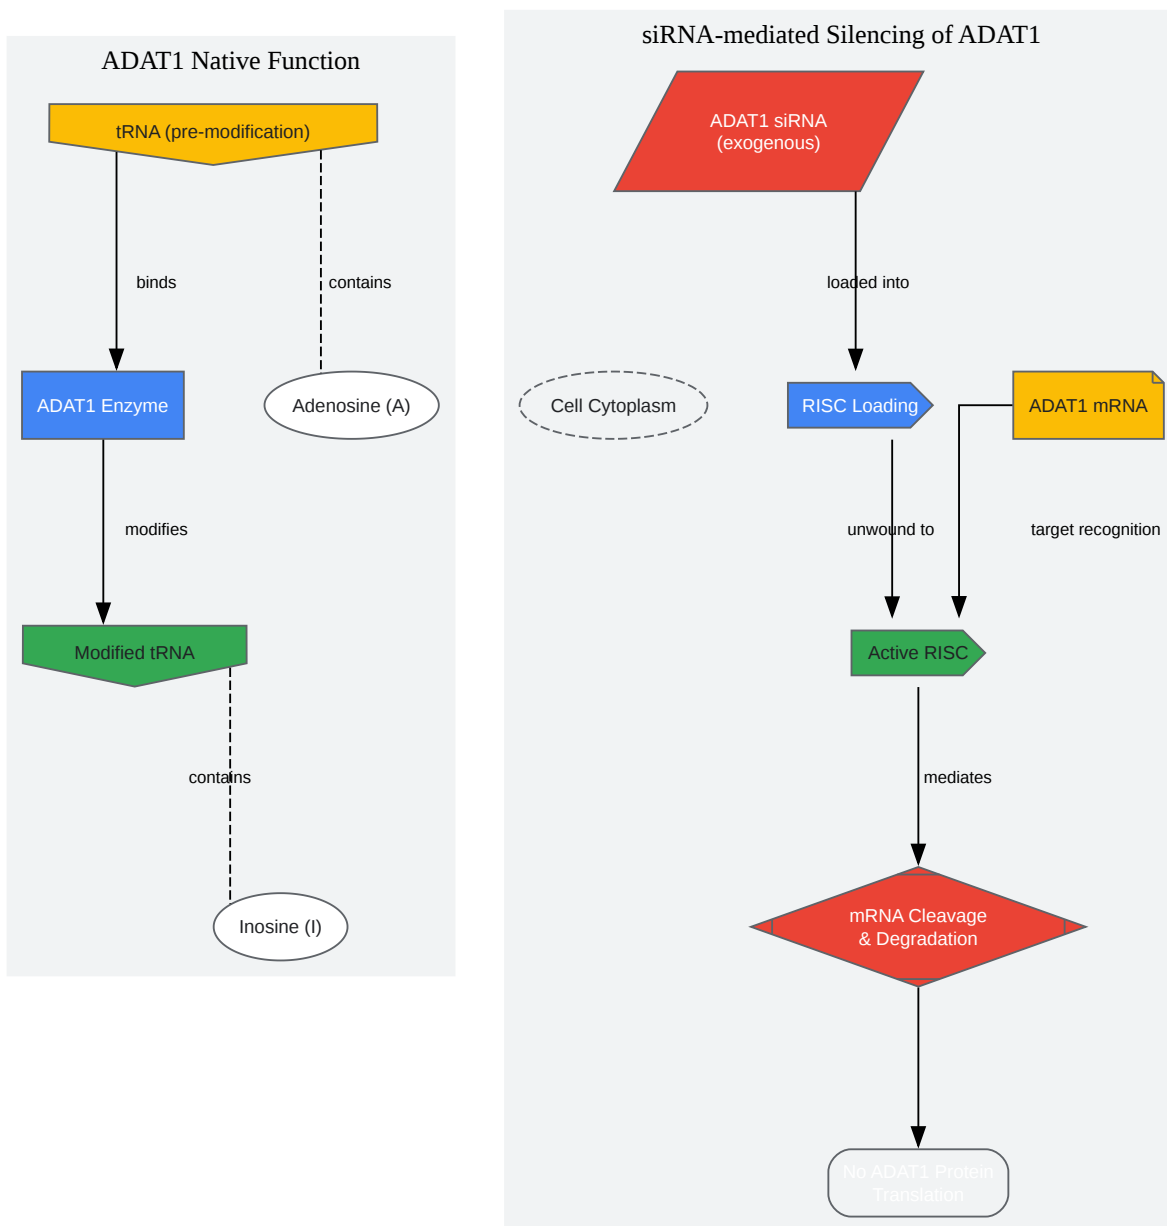 ADAT1 Native Function
tRNA (pre-modification)
binds
contains
ADAT1 Enzyme
Adenosine (A)
modifies
Modified tRNA
contains
Inosine (I)
siRNA-mediated Silencing of ADAT1
ADAT1 siRNA
(exogenous)
loaded into
Cell Cytoplasm
RISC Loading
ADAT1 mRNA
unwound to
target recognition
Active RISC
mediates
mRNA Cleavage
& Degradation
No ADAT1 Protein
Translation